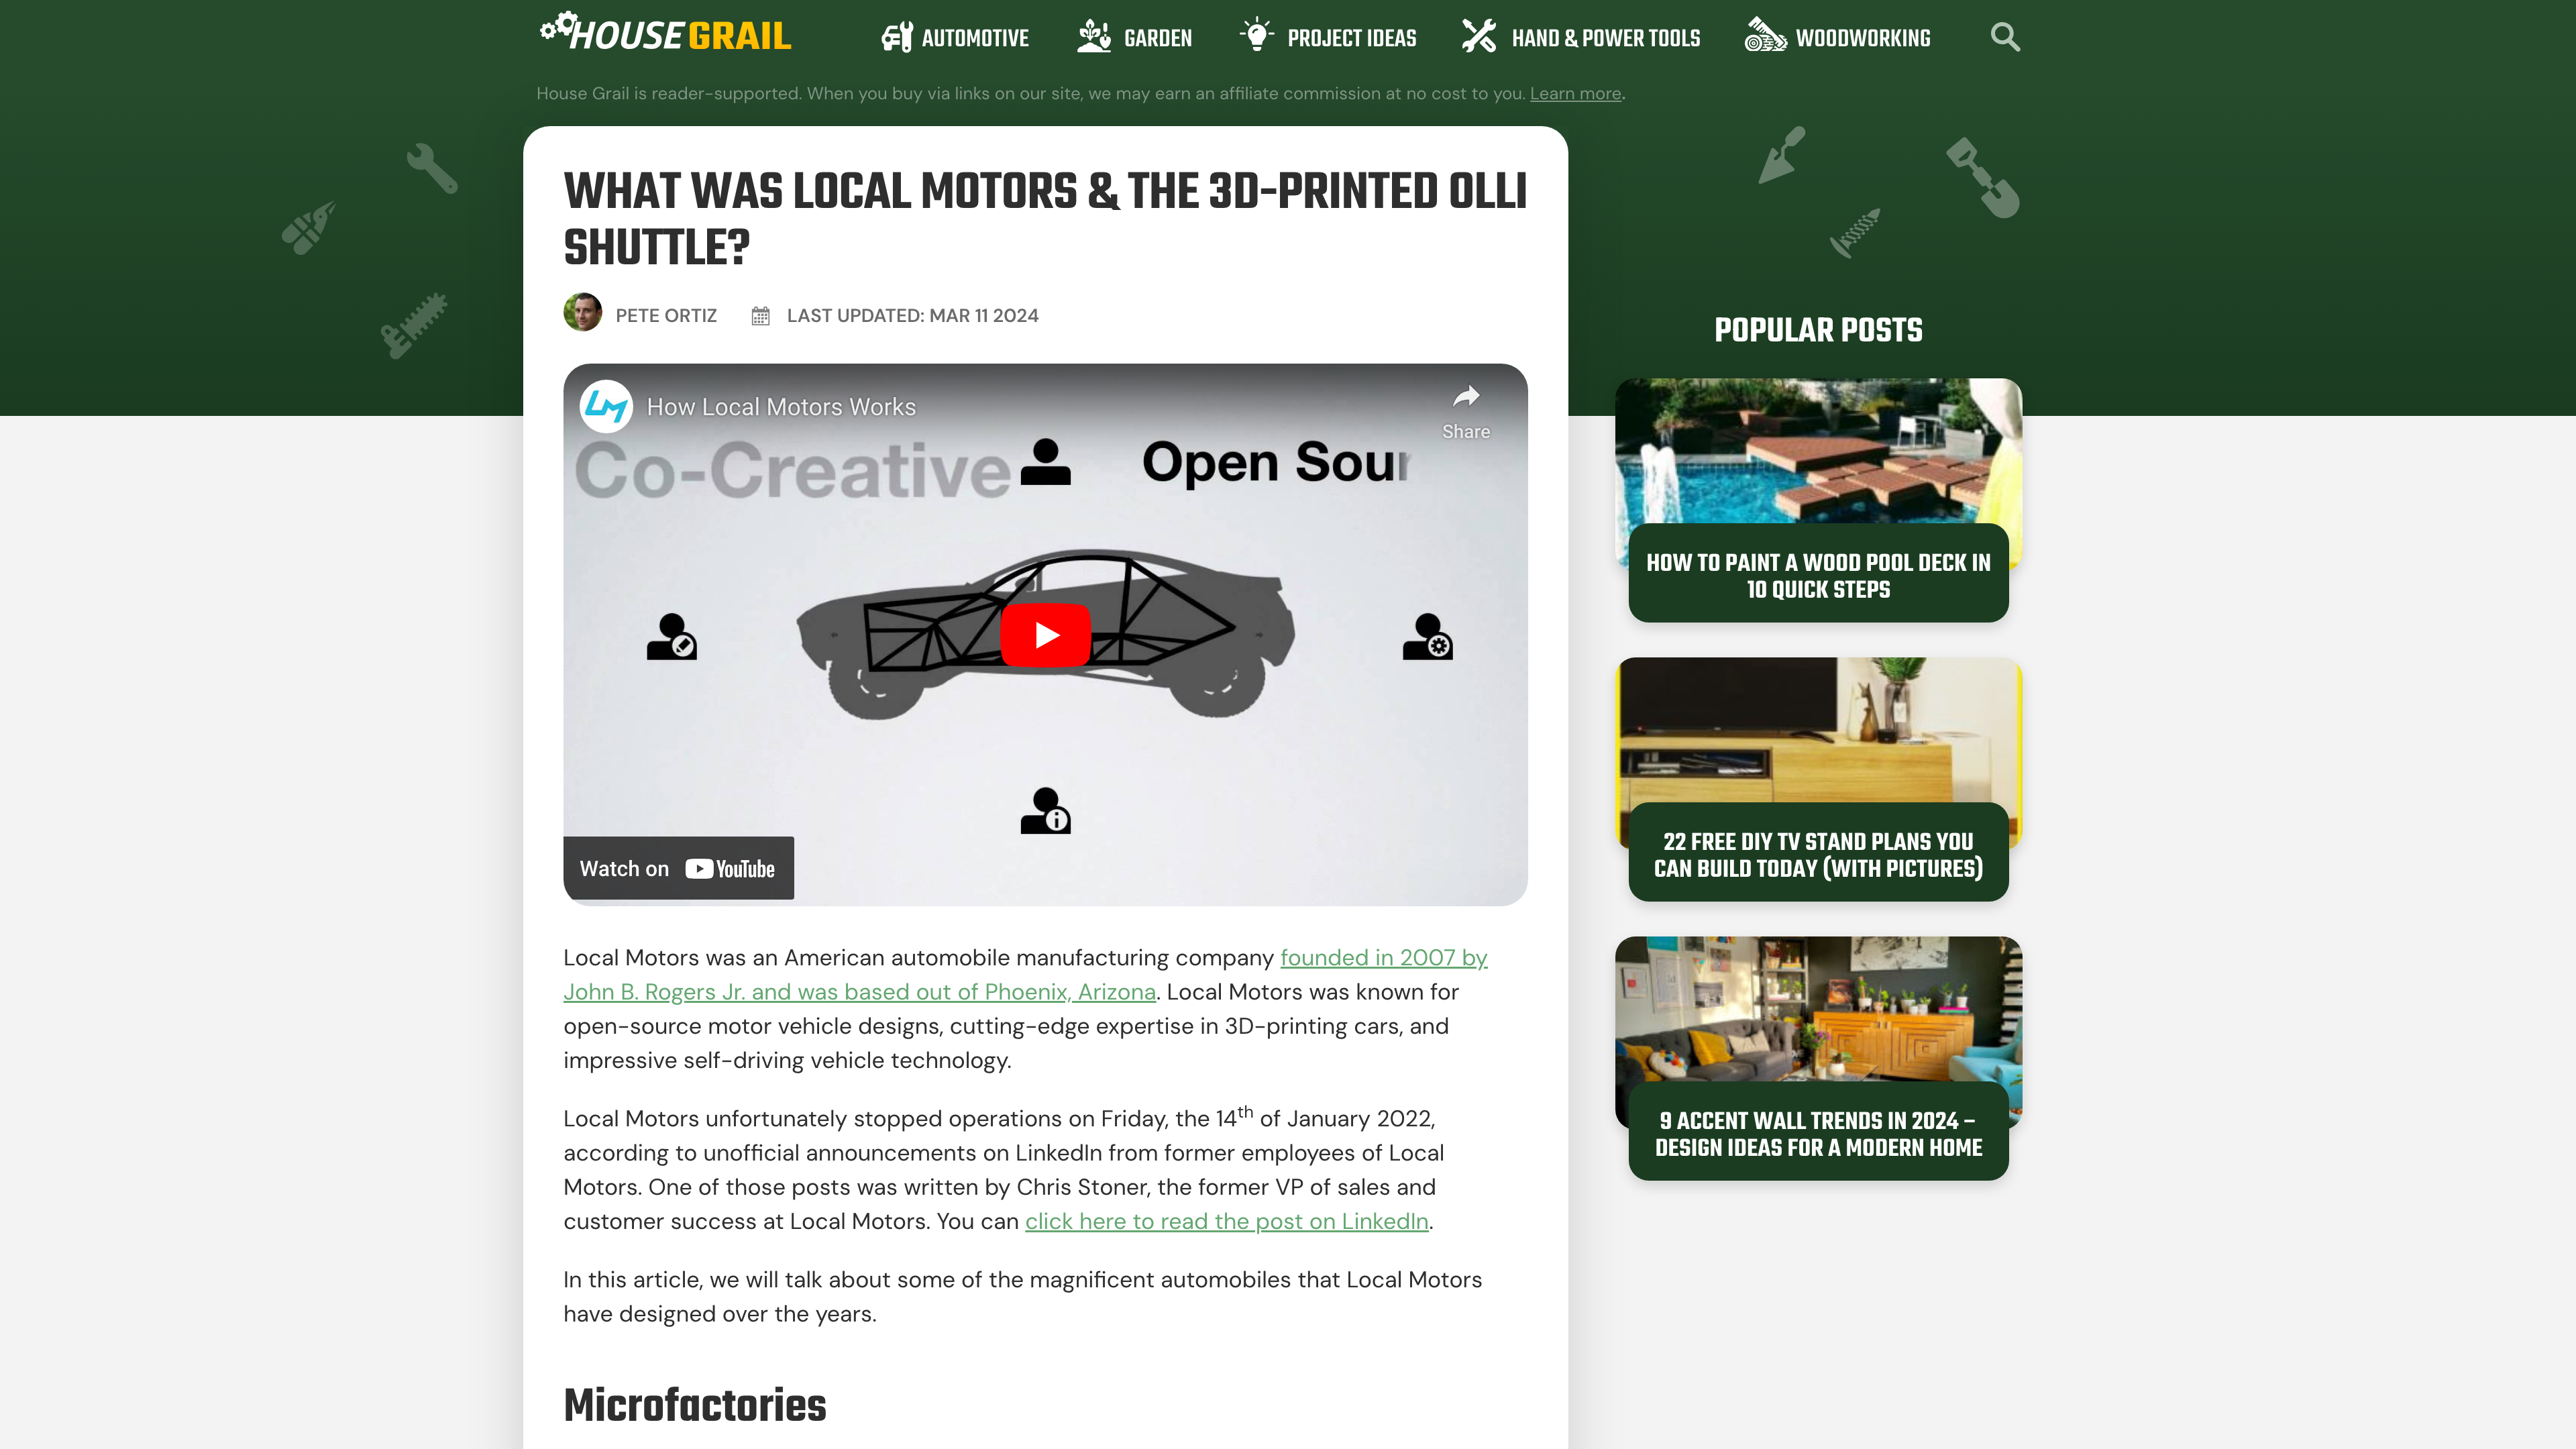 HOUSE GRAIL
AUTOMOTIVE
GARDEN
PROJECT IDEAS
HAND & POWER TOOLS
WOODWORKING
House Grail is reader-supported. When you buy via links on our site, we may earn an affiliate commission at no cost to you. Learn more.
WHAT WAS LOCAL MOTORS & THE 3D-PRINTED OLLI
SHUTTLE?
PETE ORTIZ
LAST UPDATED: MAR 11 2024
LM
How Local Motors Works
Share
Co-Creative
Open Sour
Watch on YouTube
Local Motors was an American automobile manufacturing company founded in 2007 by
John B. Rogers Jr. and was based out of Phoenix, Arizona. Local Motors was known for
open-source motor vehicle designs, cutting-edge expertise in 3D-printing cars, and
impressive self-driving vehicle technology.
Local Motors unfortunately stopped operations on Friday, the 14th of January 2022,
according to unofficial announcements on LinkedIn from former employees of Local
Motors. One of those posts was written by Chris Stoner, the former VP of sales and
customer success at Local Motors. You can click here to read the post on LinkedIn.
In this article, we will talk about some of the magnificent automobiles that Local Motors
have designed over the years.
Microfactories
POPULAR POSTS
HOW TO PAINT A WOOD POOL DECK IN
10 QUICK STEPS
22 FREE DIY TV STAND PLANS YOU
CAN BUILD TODAY (WITH PICTURES)
9 ACCENT WALL TRENDS IN 2024 –
DESIGN IDEAS FOR A MODERN HOME